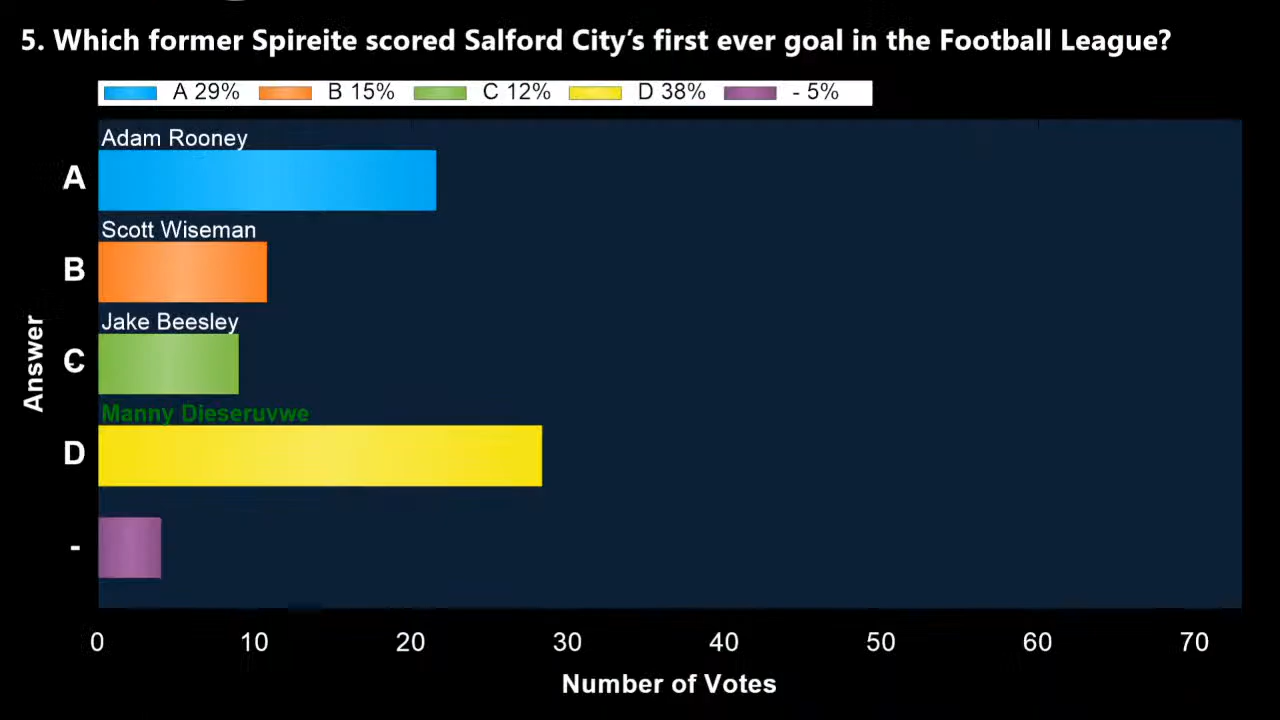 5. Which former Spireite scored Salford City’s first ever goal in the Football League?
A 29% B 15% C 12% D 38% - 5%
Adam Rooney
A
Scott Wiseman
B
Jake Beesley
C
Manny Dieseruvwe
D
-
Answer
0 10 20 30 40 50 60 70
Number of Votes